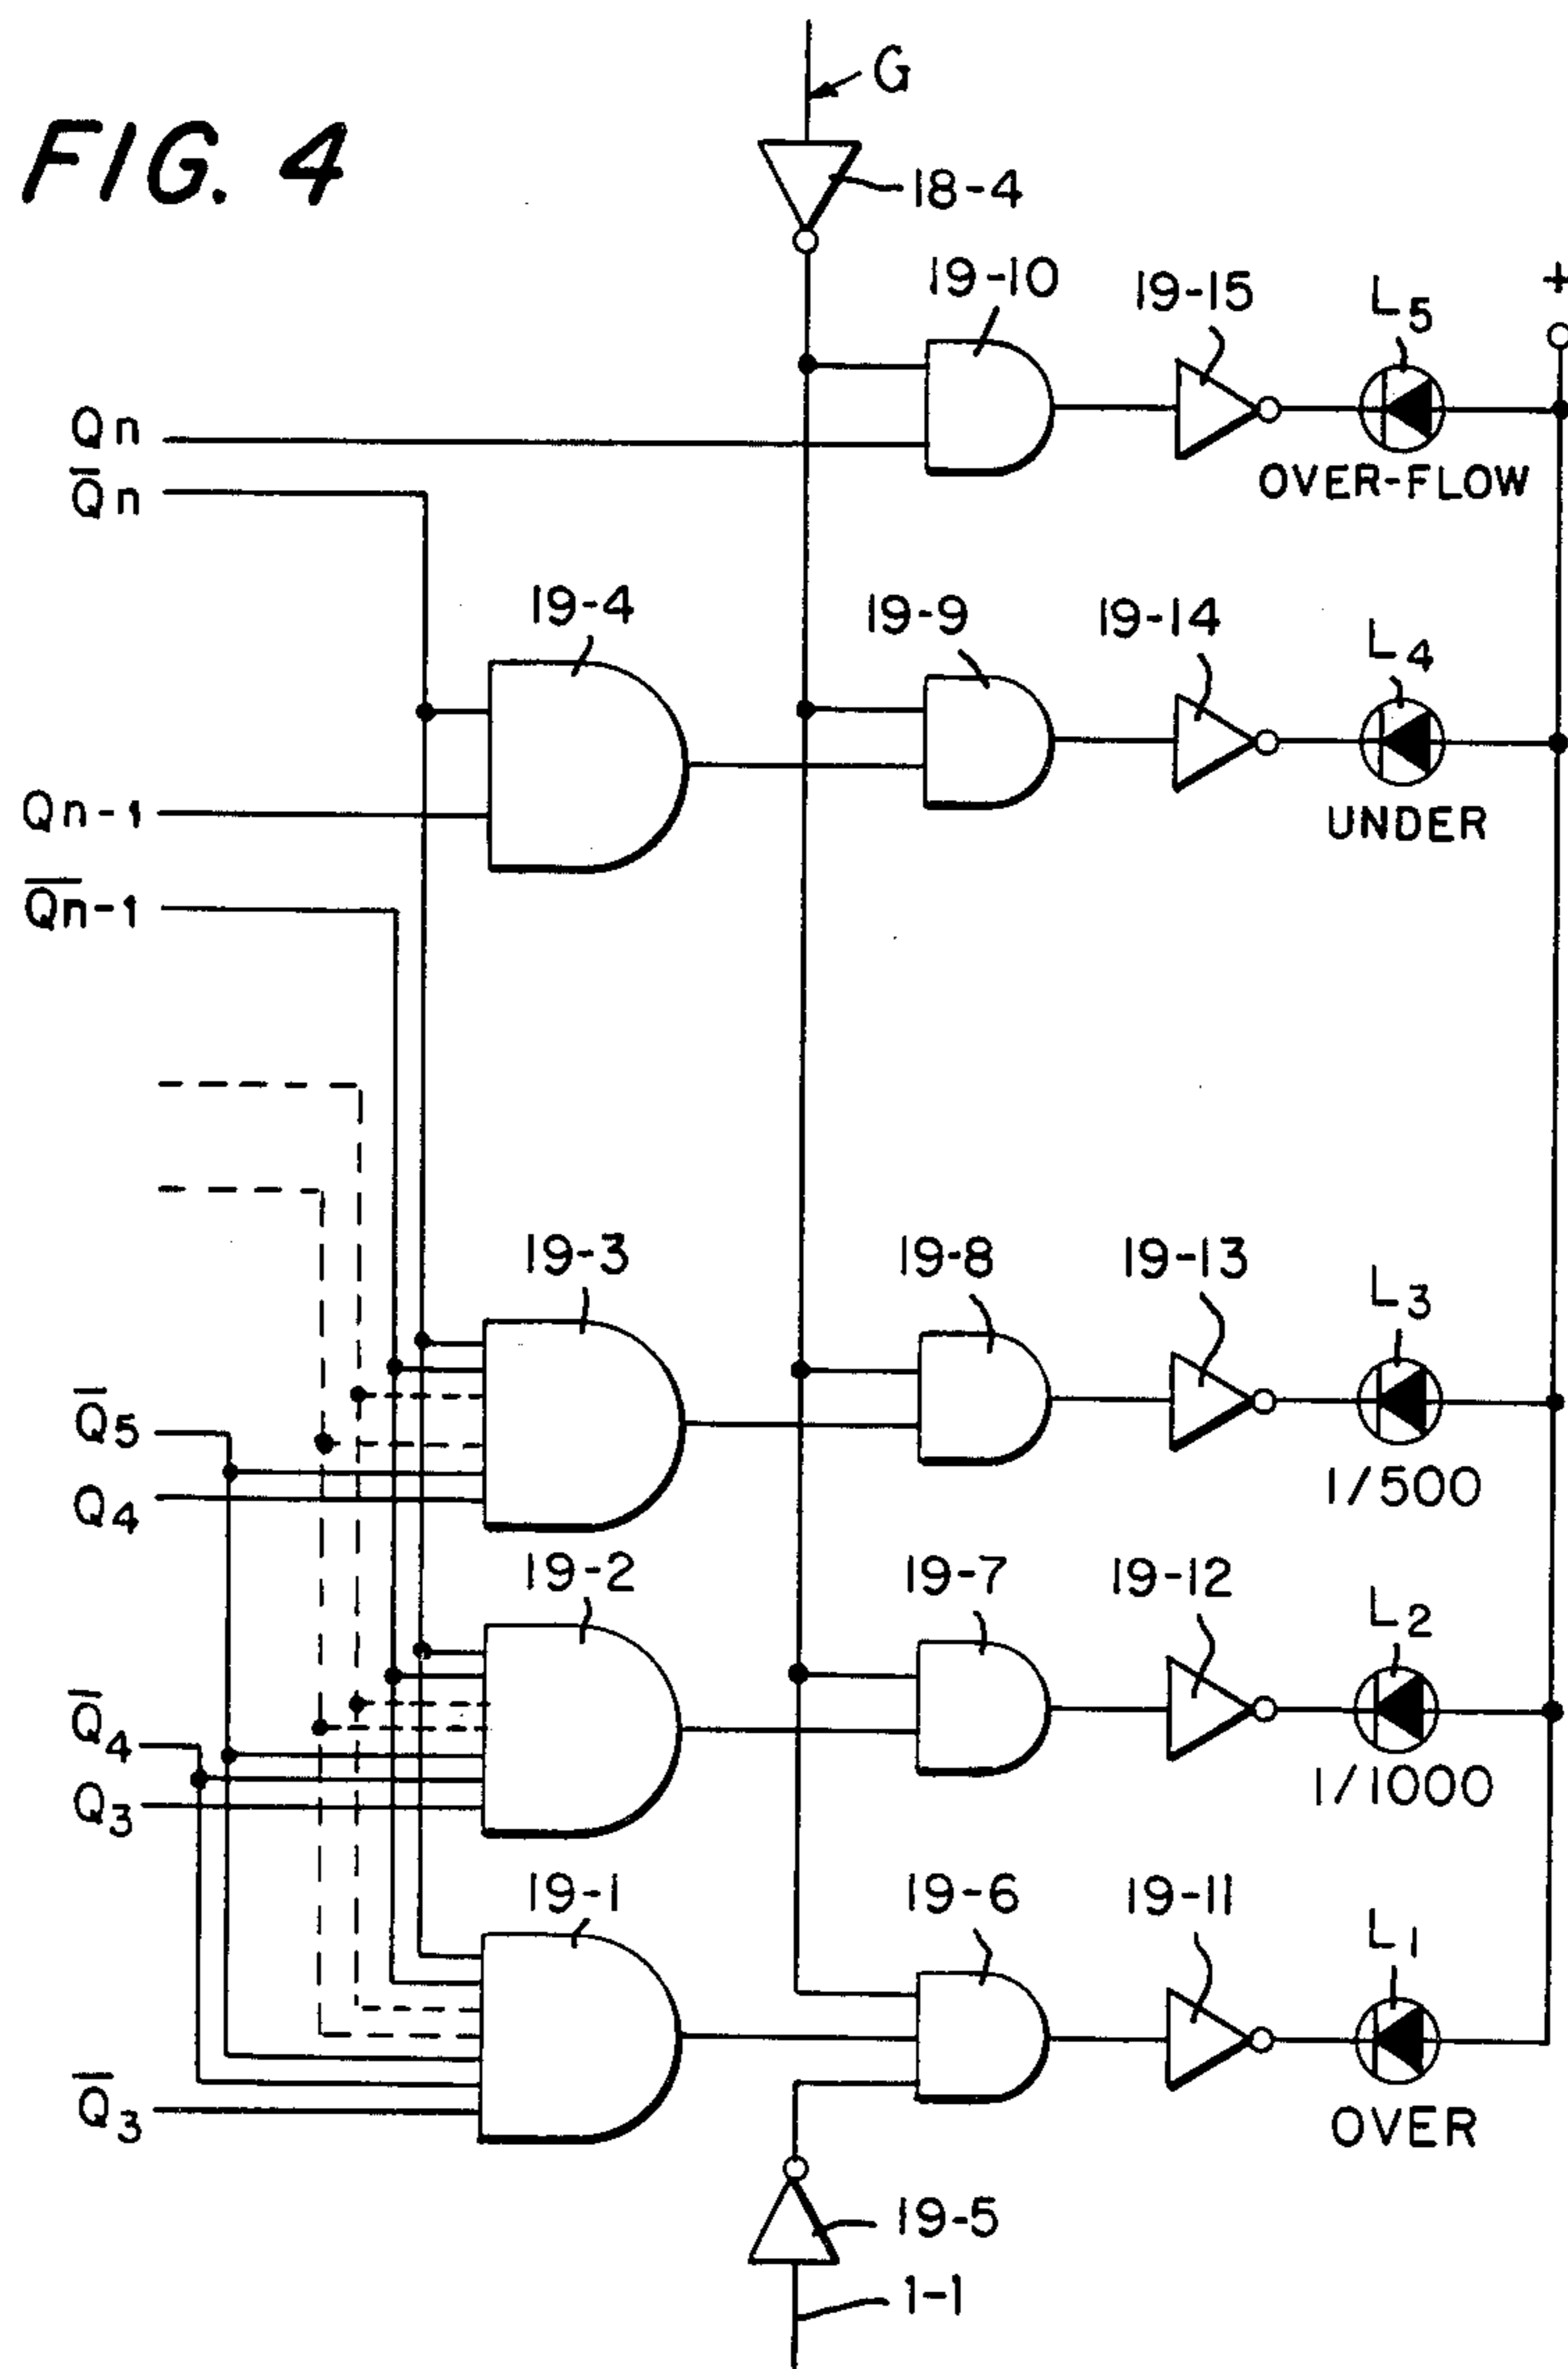 FIG. 4
G
18-4
19-10
19-15
L5
+
Qn
Q̅n
OVER-FLOW
19-4
19-9
19-14
L4
Qn-1
UNDER
Q̅n̅-1
19-3
19-8
19-13
L3
Q̅5
Q4
1/500
19-2
19-7
19-12
L2
Q̅4
Q3
1/1000
19-1
19-6
19-11
L1
Q̅3
OVER
19-5
1-1